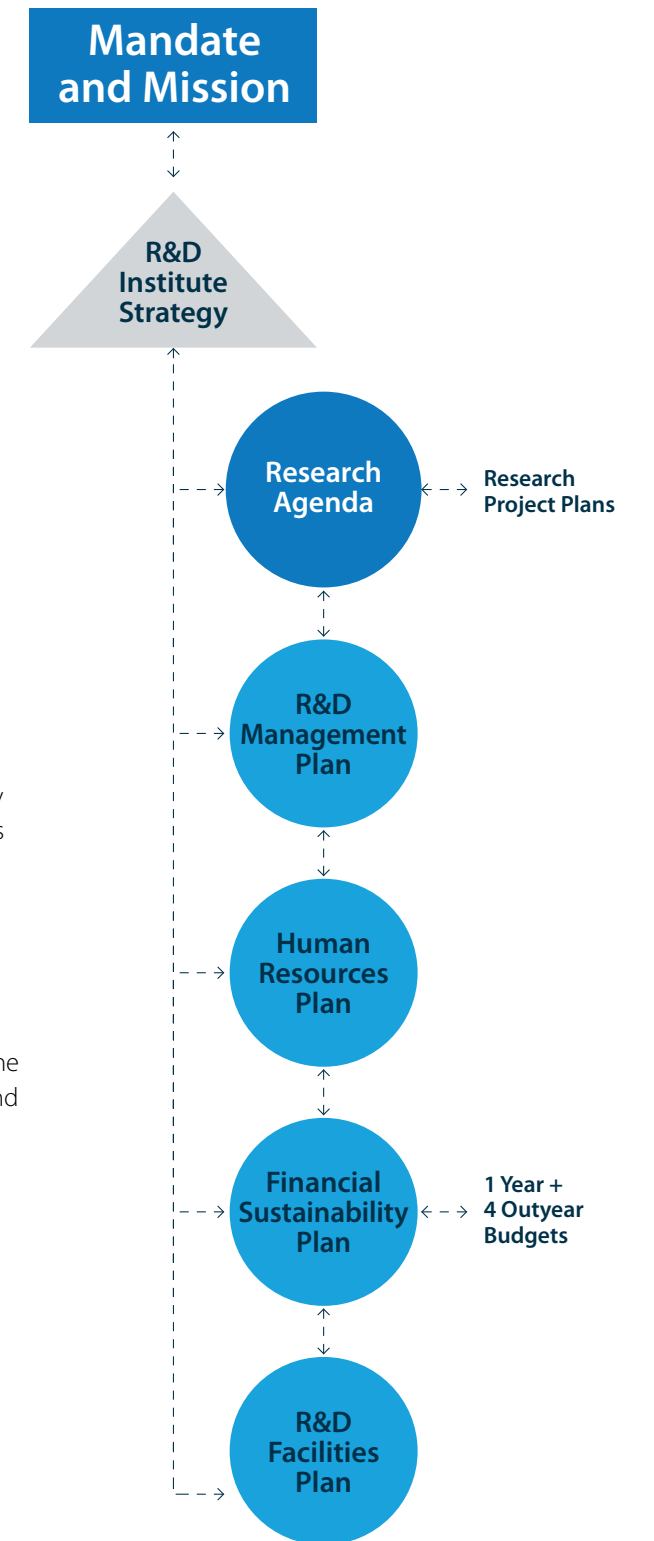 Mandate
and Mission
R&D
Institute
Strategy
Research
Agenda
Research
Project Plans
R&D
Management
Plan
Human
Resources
Plan
Financial
Sustainability
Plan
1 Year +
4 Outyear
Budgets
R&D
Facilities
Plan